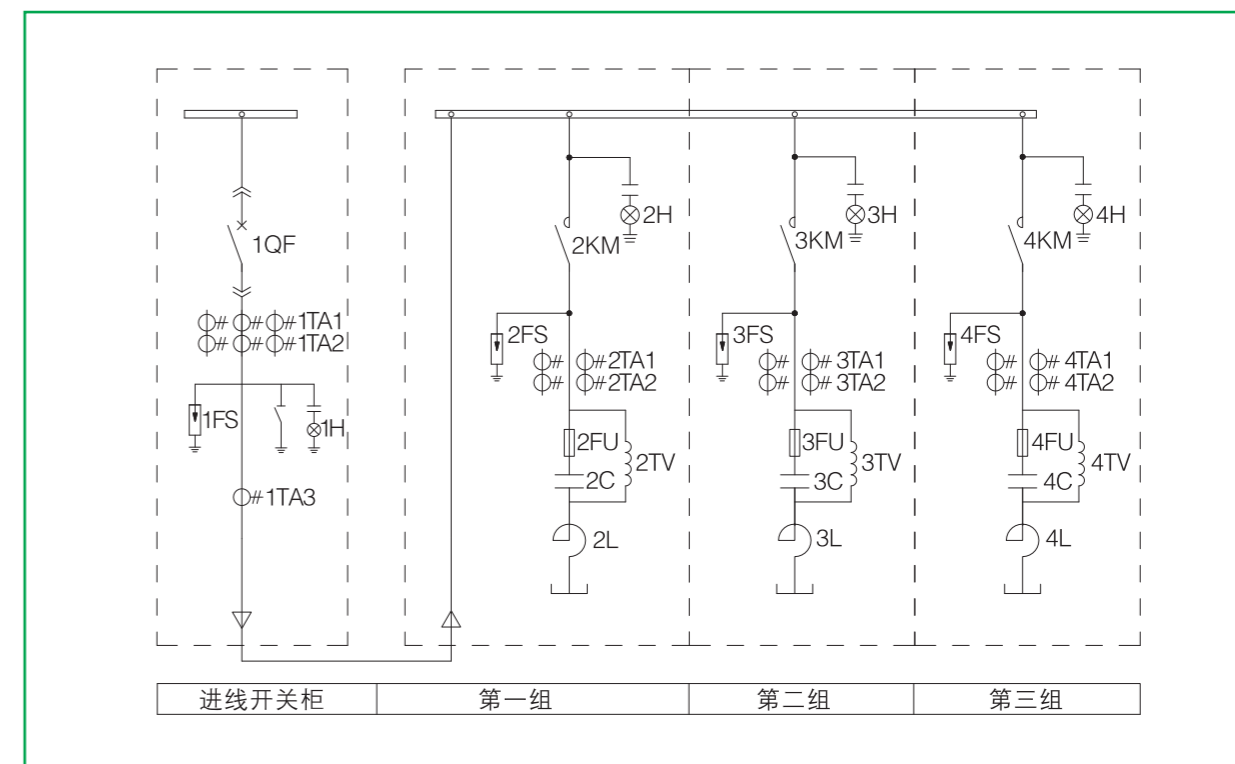 2H 3H 4H
1QF 2KM 3KM 4KM
# # #1TA1
# # #1TA2
2FS 3FS 4FS
# #2TA1 # # 3TA1 # # 4TA1
# #2TA2 # # 3TA2 # # 4TA2
1FS 1H
2FU 3FU 4FU
2TV 3TV 4TV
2C 3C 4C
#1TA3
2L 3L 4L
进线开关柜 第一组 第二组 第三组